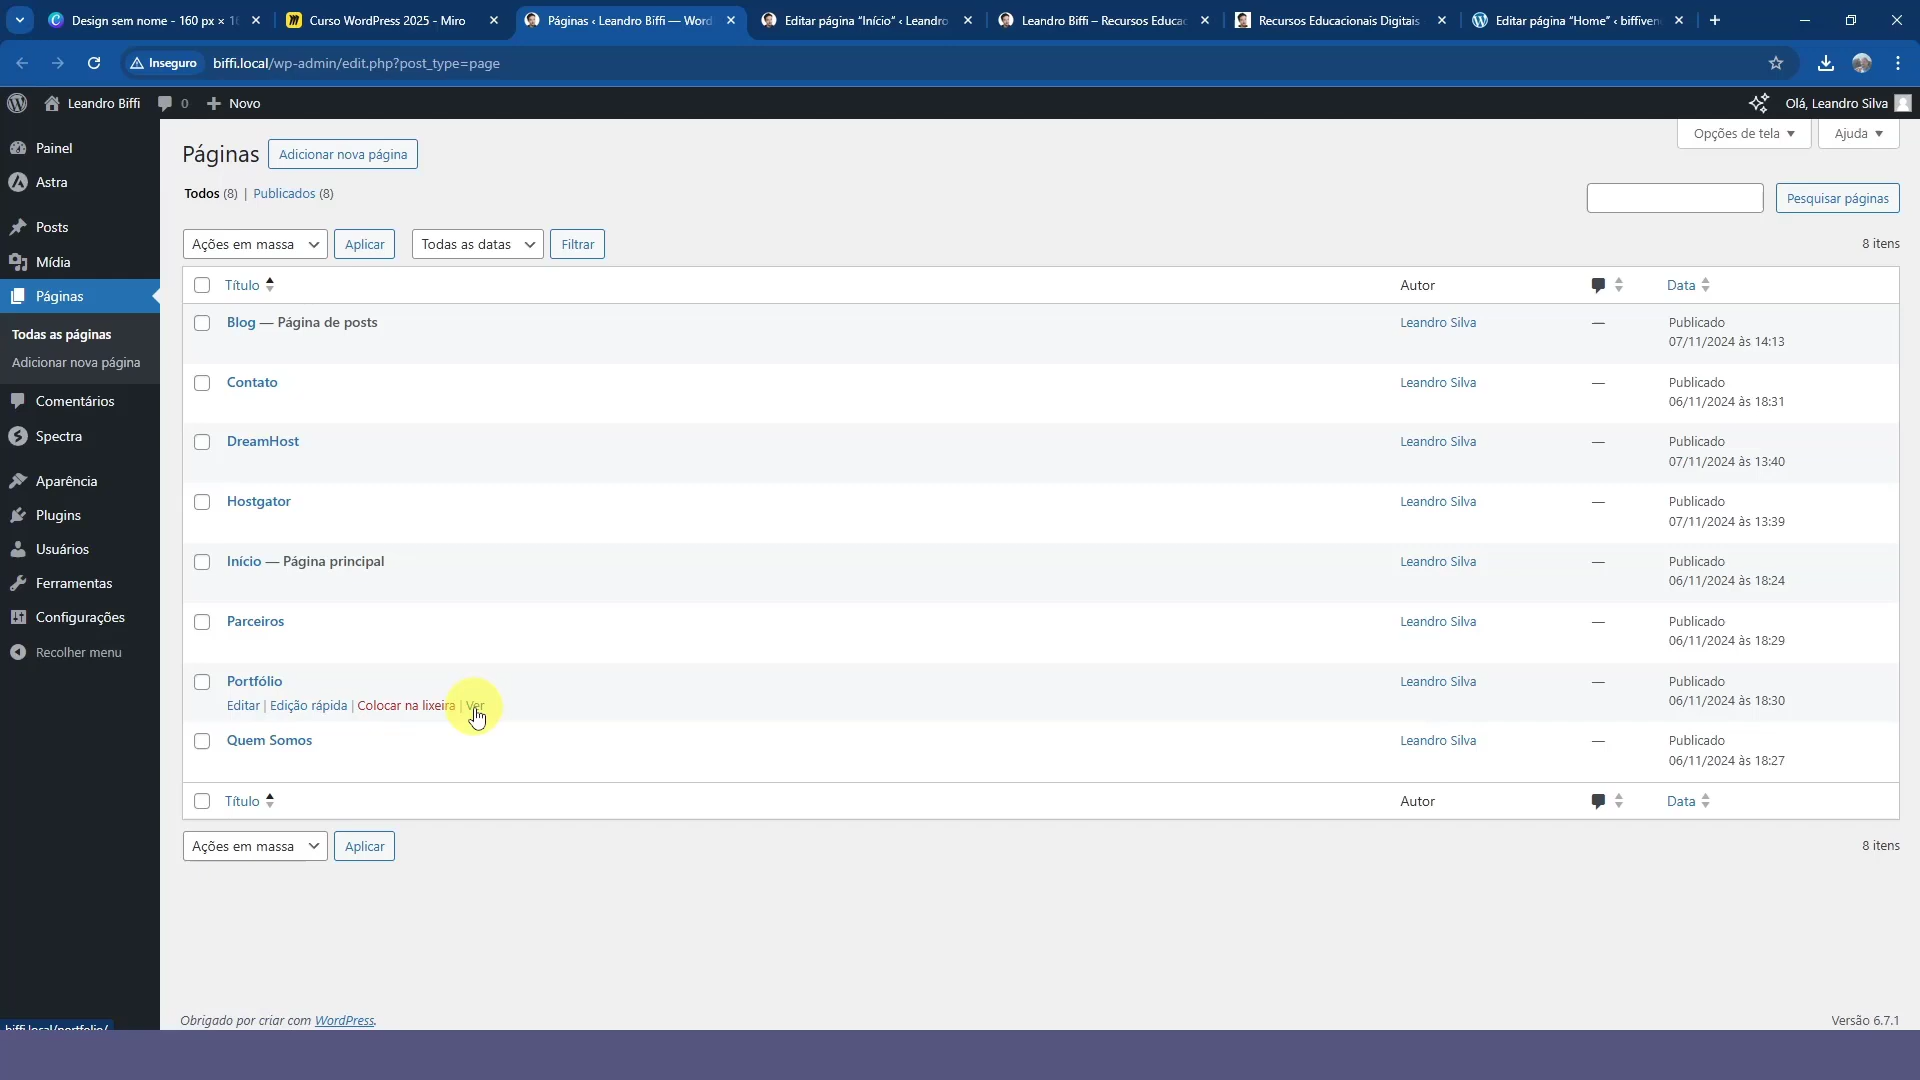 Design sem nome - 160 px × 1
Curso WordPress 2025 - Miro
Páginas ‹ Leandro Biffi — Word
Editar página “Início” ‹ Leandro
Leandro Biffi – Recursos Educac
Recursos Educacionais Digitais
Editar página “Home” ‹ biffiven
Inseguro
biffi.local/wp-admin/edit.php?post_type=page
Leandro Biffi
0
Novo
Olá, Leandro Silva
Painel
Astra
Posts
Mídia
Páginas
Todas as páginas
Adicionar nova página
Comentários
Spectra
Aparência
Plugins
Usuários
Ferramentas
Configurações
Recolher menu
Opções de tela
Ajuda
Páginas
Adicionar nova página
Todos (8) | Publicados (8)
Pesquisar páginas
Ações em massa
Aplicar
Todas as datas
Filtrar
8 itens
Título
Autor
Data
Blog — Página de posts
Leandro Silva
—
Publicado
07/11/2024 às 14:13
Contato
Leandro Silva
—
Publicado
06/11/2024 às 18:31
DreamHost
Leandro Silva
—
Publicado
07/11/2024 às 13:40
Hostgator
Leandro Silva
—
Publicado
07/11/2024 às 13:39
Início — Página principal
Leandro Silva
—
Publicado
06/11/2024 às 18:24
Parceiros
Leandro Silva
—
Publicado
06/11/2024 às 18:29
Portfólio
Editar | Edição rápida | Colocar na lixeira | Ver
Leandro Silva
—
Publicado
06/11/2024 às 18:30
Quem Somos
Leandro Silva
—
Publicado
06/11/2024 às 18:27
Título
Autor
Data
Ações em massa
Aplicar
8 itens
Obrigado por criar com WordPress.
Versão 6.7.1
biffi.local/portfolio/